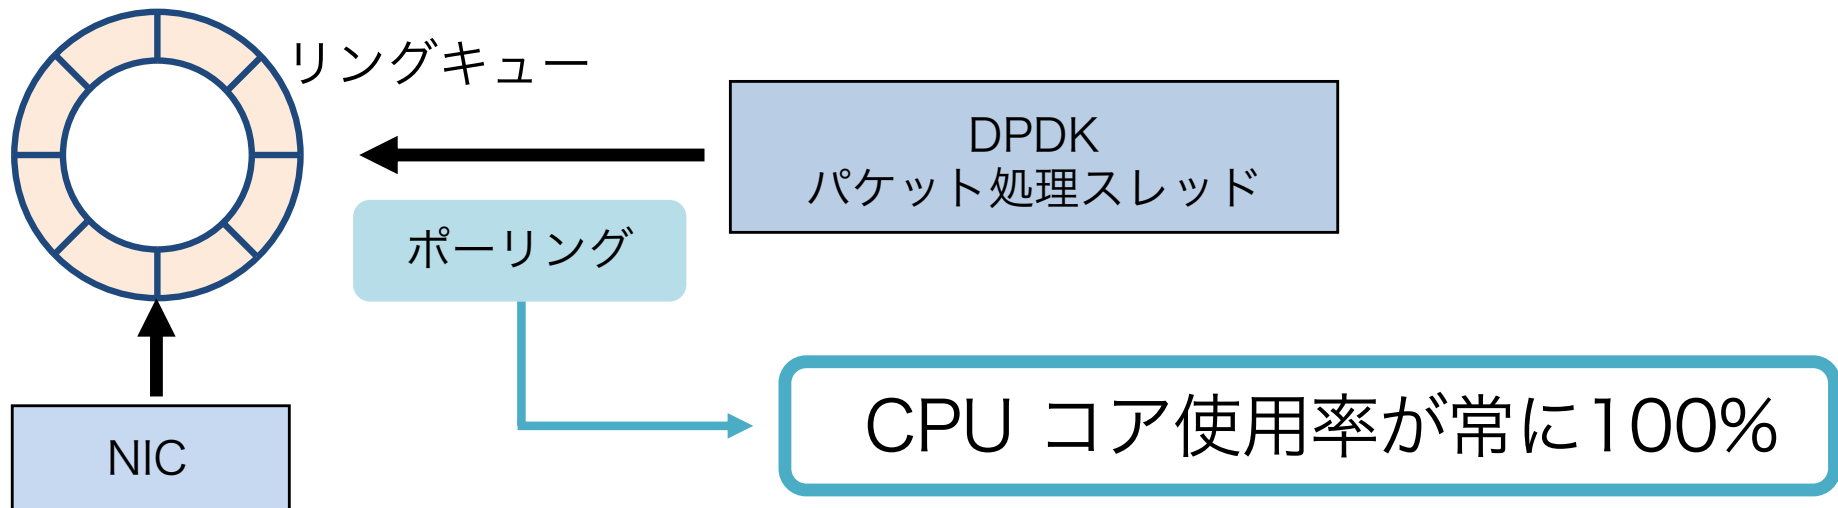 リングキュー
DPDK
パケット処理スレッド
ポーリング
CPU コア使用率が常に100%
NIC